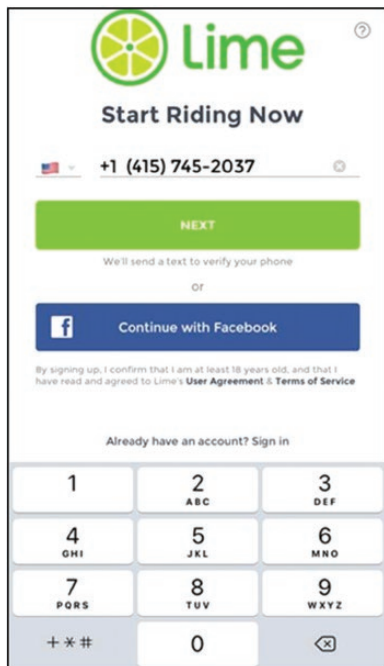 Lime
?
Start Riding Now
+1 (415) 745-2037
NEXT
We'll send a text to verify your phone
or
f Continue with Facebook
By signing up, I confirm that I am at least 18 years old, and that I
have read and agreed to Lime's User Agreement & Terms of Service
Already have an account? Sign in
1 2 3
ABC DEF
4 5 6
GHI JKL MNO
7 8 9
PQRS TUV WXYZ
+*# 0